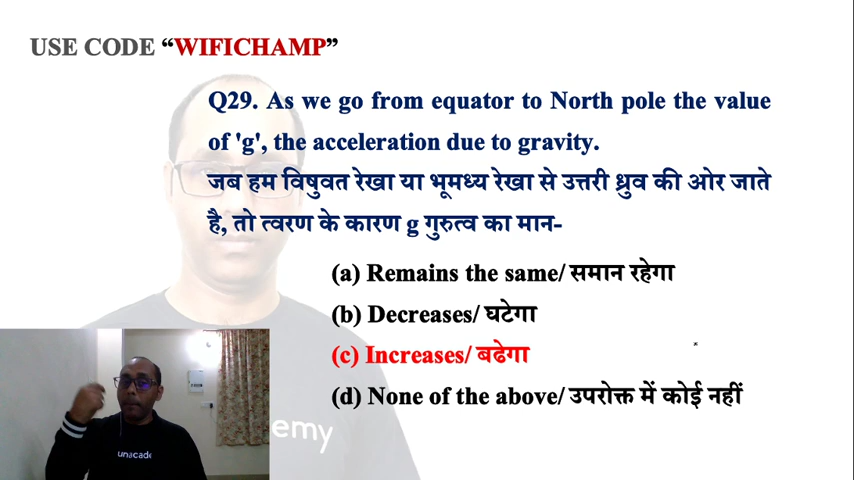 USE CODE “WIFICHAMP”
Q29. As we go from equator to North pole the value
of 'g', the acceleration due to gravity.
जब हम विषुवत रेखा या भूमध्य रेखा से उत्तरी ध्रुव की ओर जाते
है, तो त्वरण के कारण g गुरुत्व का मान-
(a) Remains the same/ समान रहेगा
(b) Decreases/ घटेगा
(c) Increases/ बढेगा
(d) None of the above/ उपरोक्त में कोई नहीं
emy
unacade